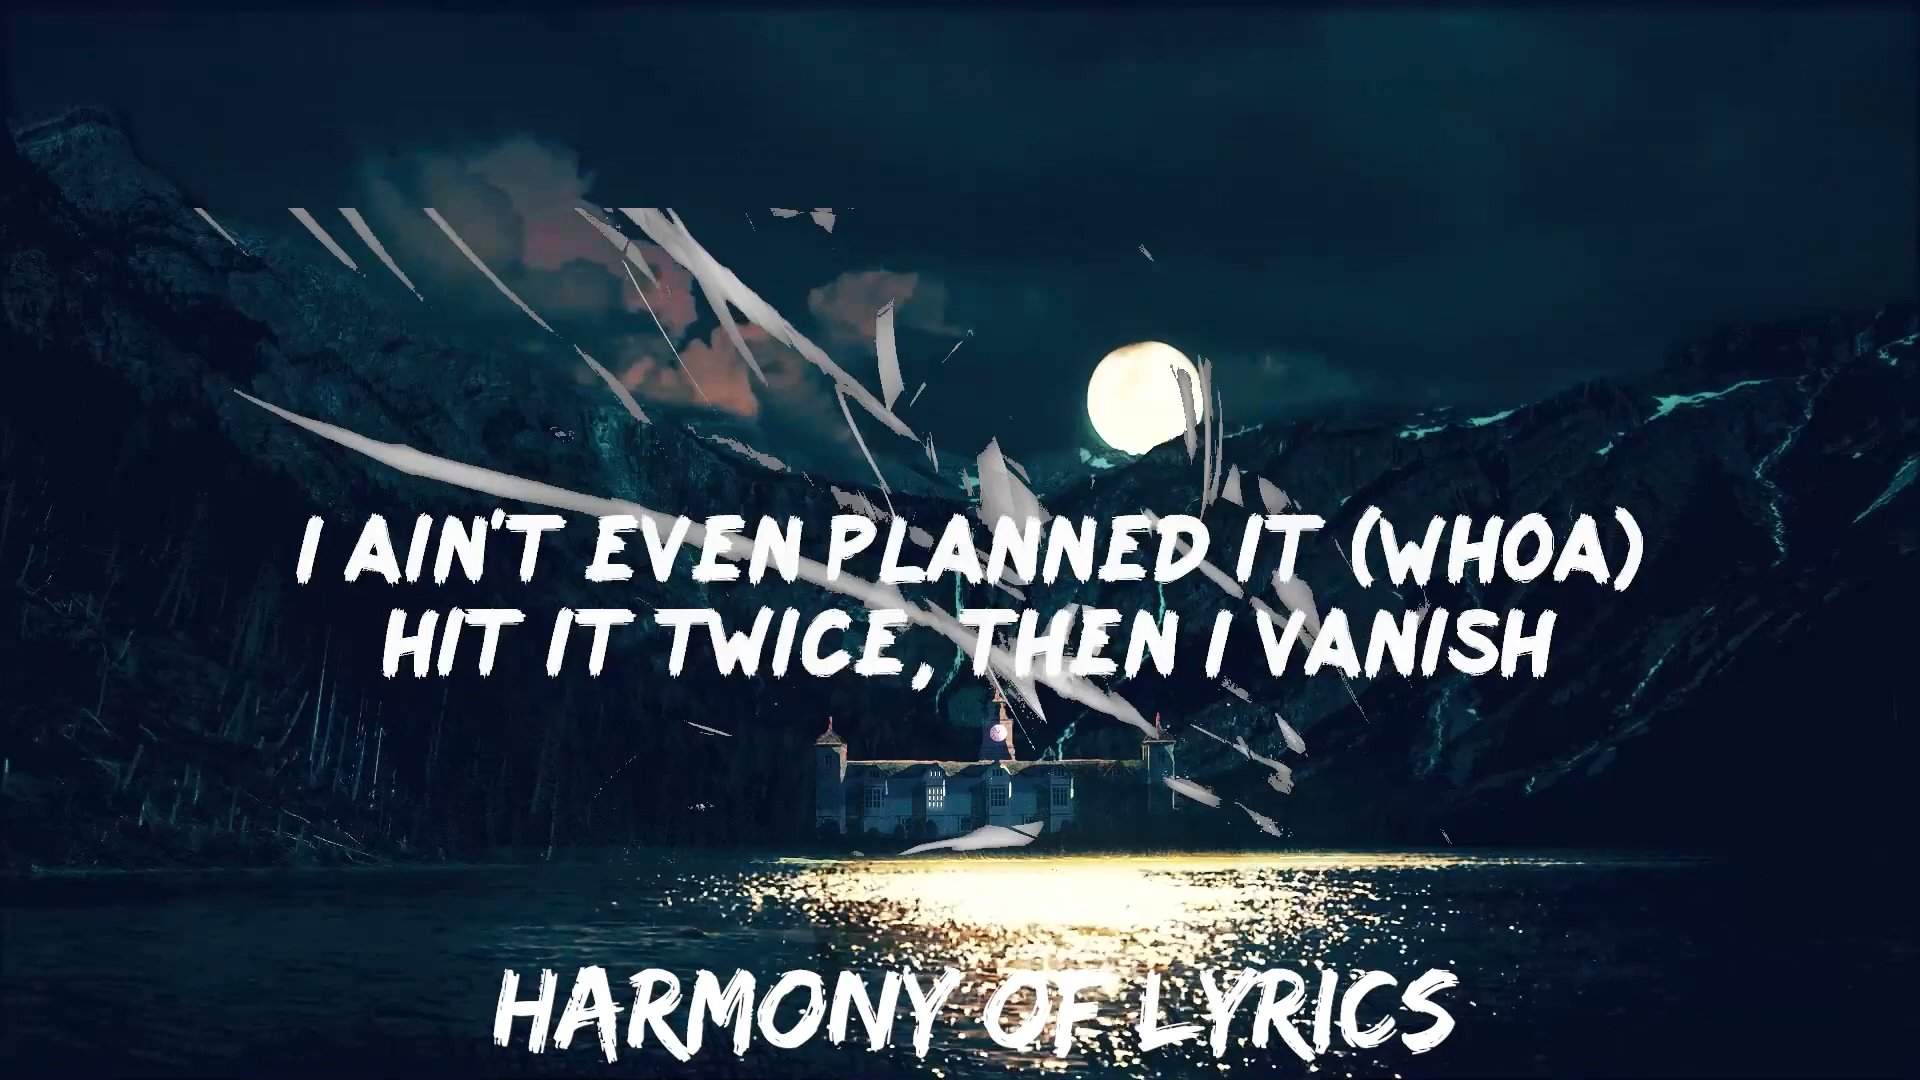 I AIN'T EVEN PLANNED IT (WHOA)
HIT IT TWICE, THEN I VANISH
HARMONY OF LYRICS